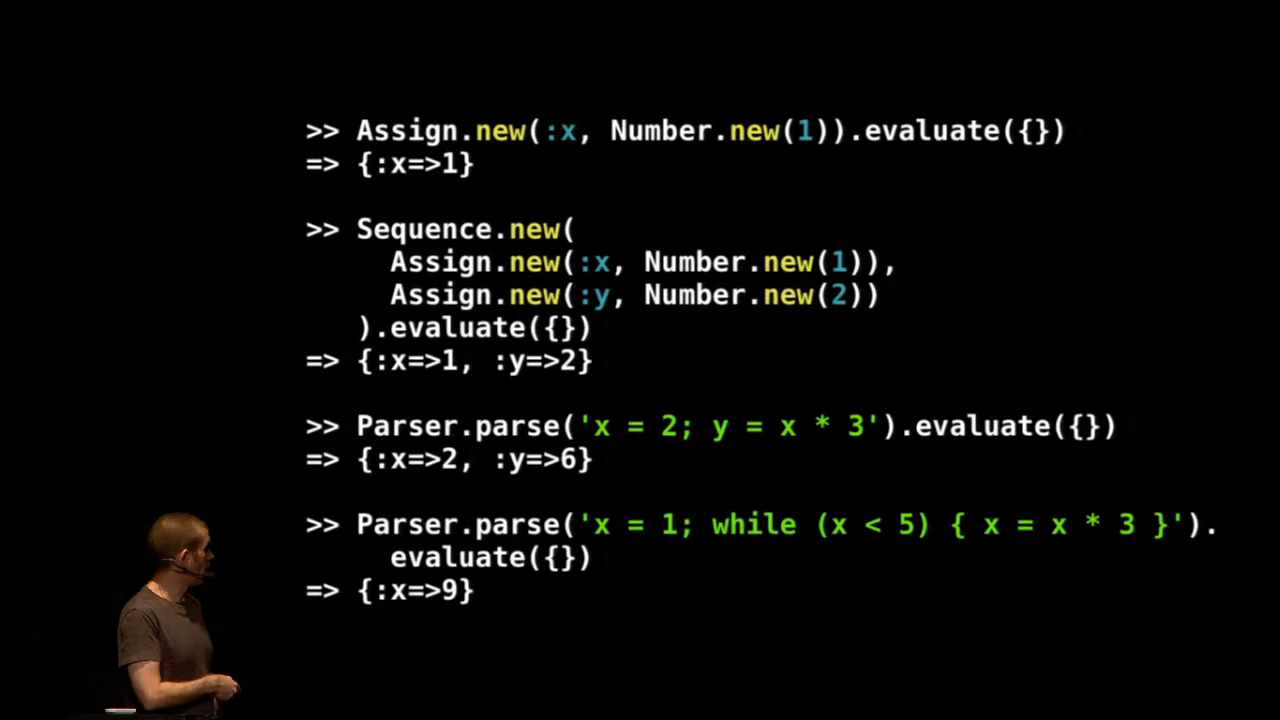 >> Assign.new(:x, Number.new(1)).evaluate({})
=> {:x=>1}
>> Sequence.new(
Assign.new(:x, Number.new(1)),
Assign.new(:y, Number.new(2))
).evaluate({})
=> {:x=>1, :y=>2}
>> Parser.parse('x = 2; y = x * 3').evaluate({})
=> {:x=>2, :y=>6}
>> Parser.parse('x = 1; while (x < 5) { x = x * 3 }').
evaluate({})
=> {:x=>9}